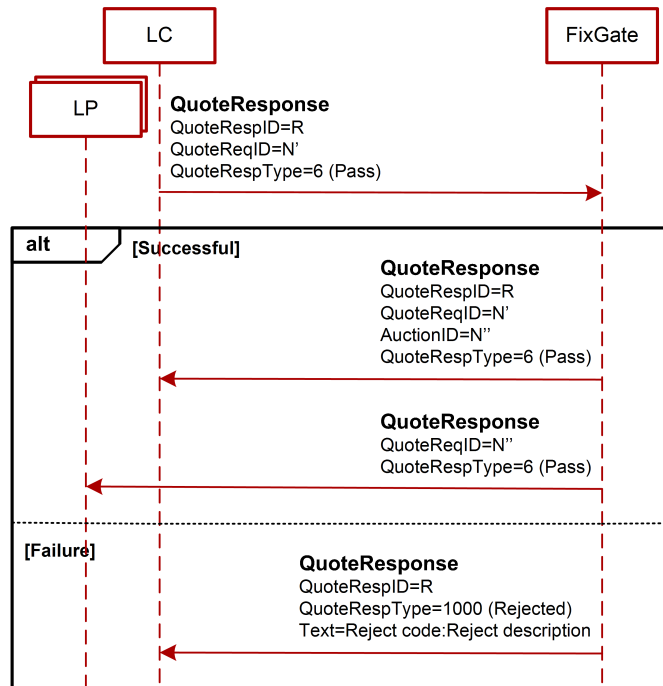 LC
FixGate
LP
QuoteResponse
QuoteRespID=R
QuoteReqID=N’
QuoteRespType=6 (Pass)
alt
[Successful]
QuoteResponse
QuoteRespID=R
QuoteReqID=N’
AuctionID=N’’
QuoteRespType=6 (Pass)
QuoteResponse
QuoteReqID=N’’
QuoteRespType=6 (Pass)
[Failure]
QuoteResponse
QuoteRespID=R
QuoteRespType=1000 (Rejected)
Text=Reject code:Reject description